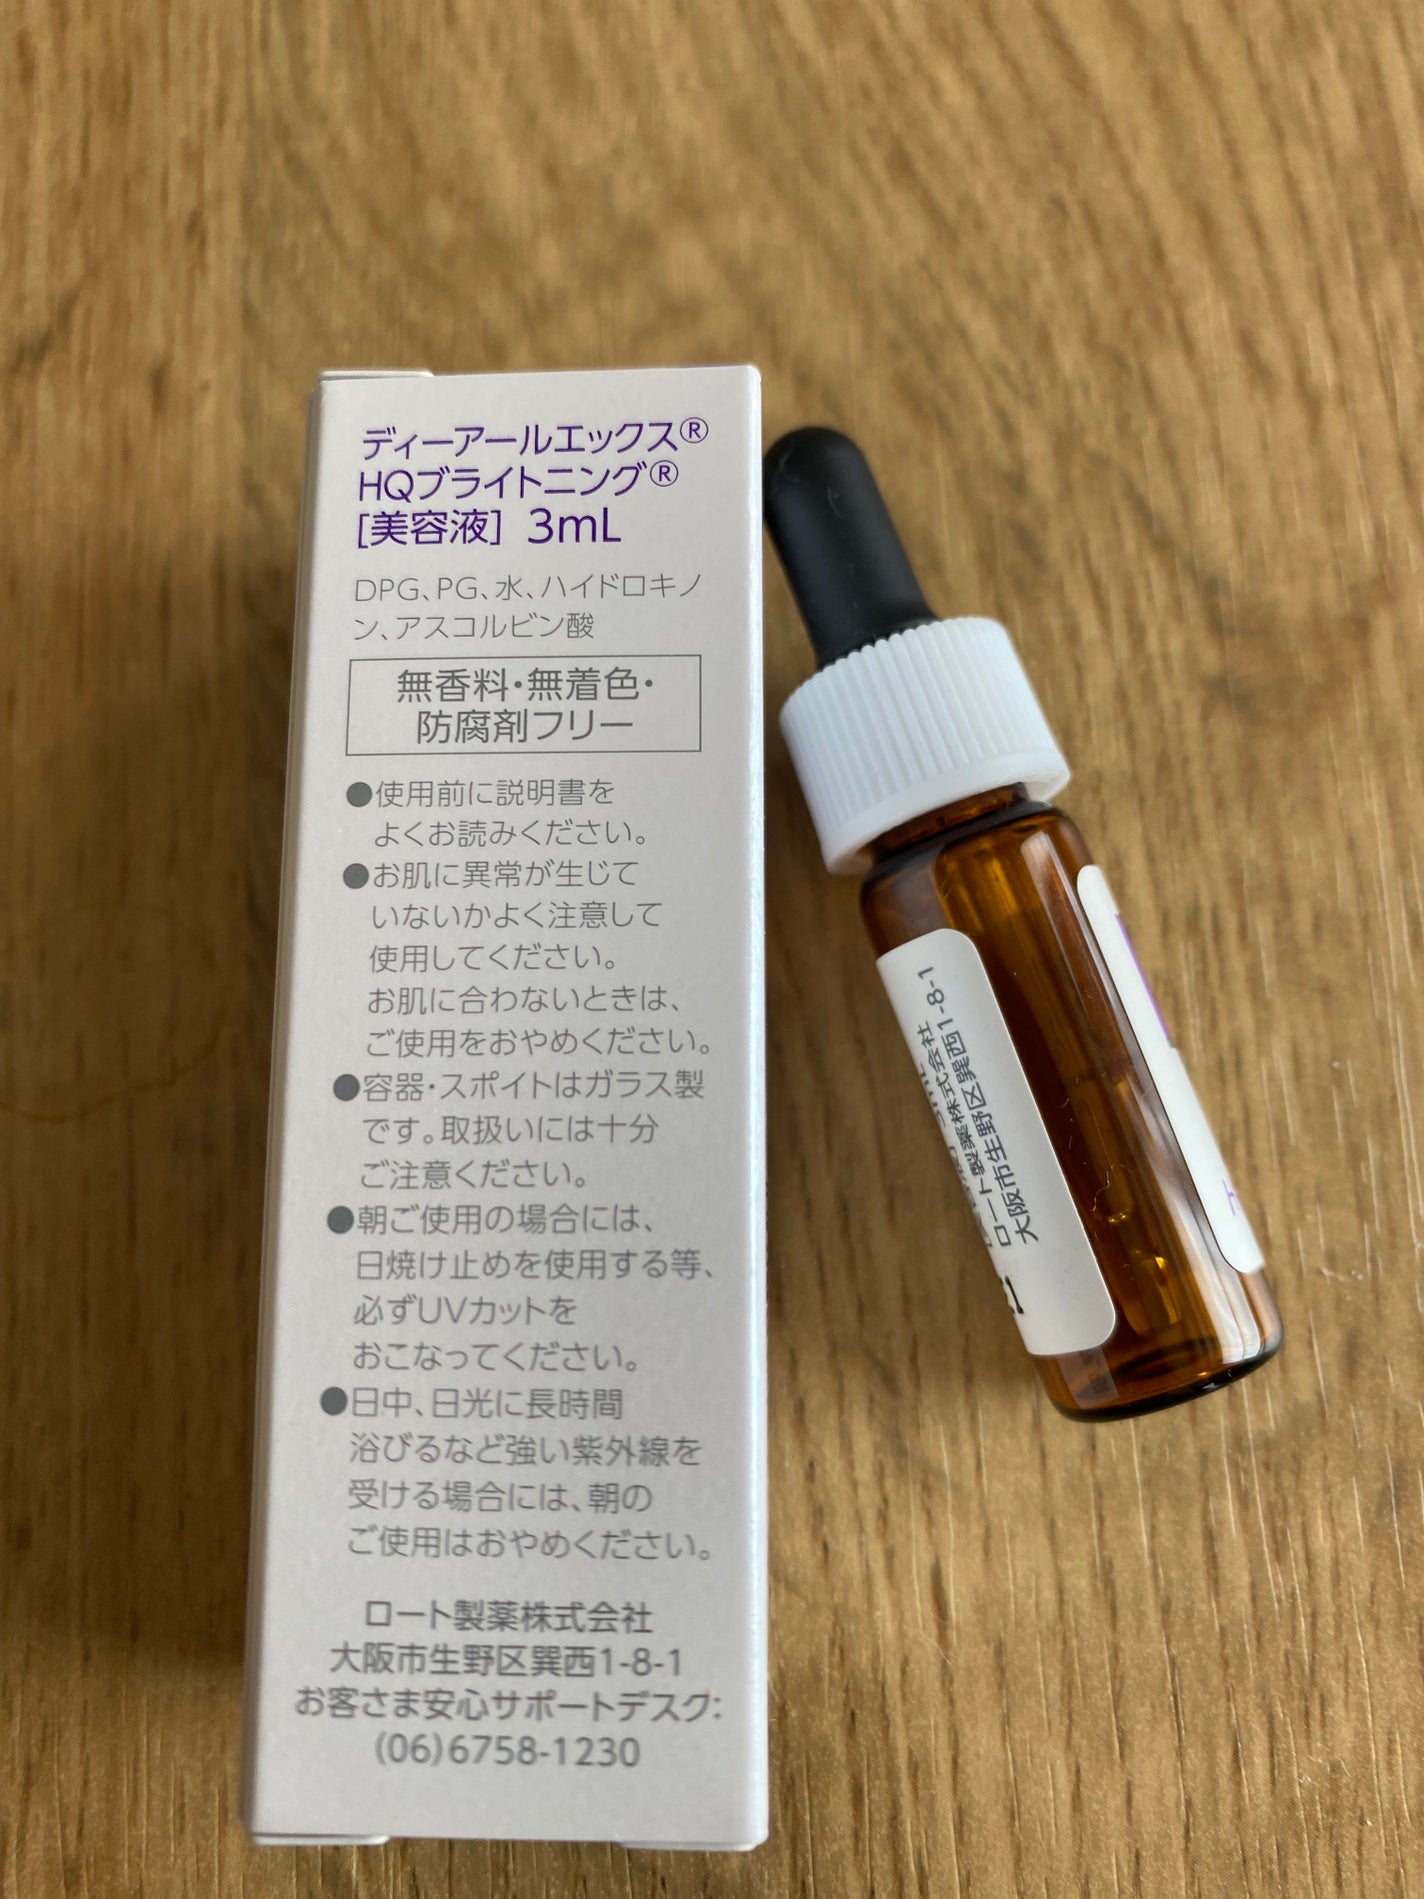 ディーアールエックス®
HQブライトニング®
[美容液] 3mL
DPG、PG、水、ハイドロキノ
ン、アスコルビン酸
無香料・無着色・
防腐剤フリー
●使用前に説明書を
よくお読みください。
●お肌に異常が生じて
いないかよく注意して
使用してください。
お肌に合わないときは、
ご使用をおやめください。
●容器・スポイトはガラス製
です。取扱いには十分
ご注意ください。
●朝ご使用の場合には、
日焼け止めを使用する等、
必ずUVカットを
おこなってください。
●日中、日光に長時間
浴びるなど強い紫外線を
受ける場合には、朝の
ご使用はおやめください。
ロート製薬株式会社
大阪市生野区巽西1-8-1
お客さま安心サポートデスク:
(06)6758-1230
3mL
ロート製薬株式会社
大阪市生野区巽西1-8-1